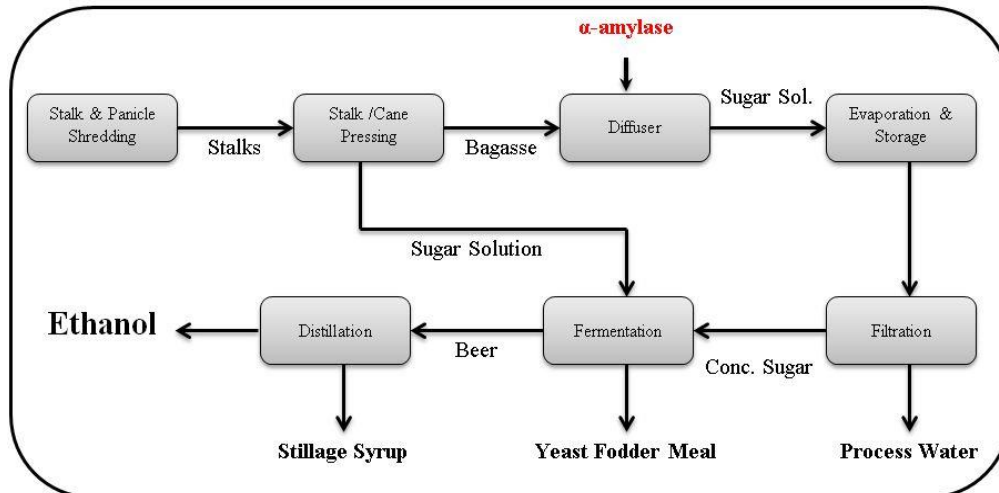 α-amylase
Sugar Sol.
Stalk & Panicle
Shredding
Stalks
Stalk /Cane
Pressing
Bagasse
Diffuser
Evaporation &
Storage
Sugar Solution
Ethanol
Distillation
Beer
Fermentation
Conc. Sugar
Filtration
Stillage Syrup
Yeast Fodder Meal
Process Water